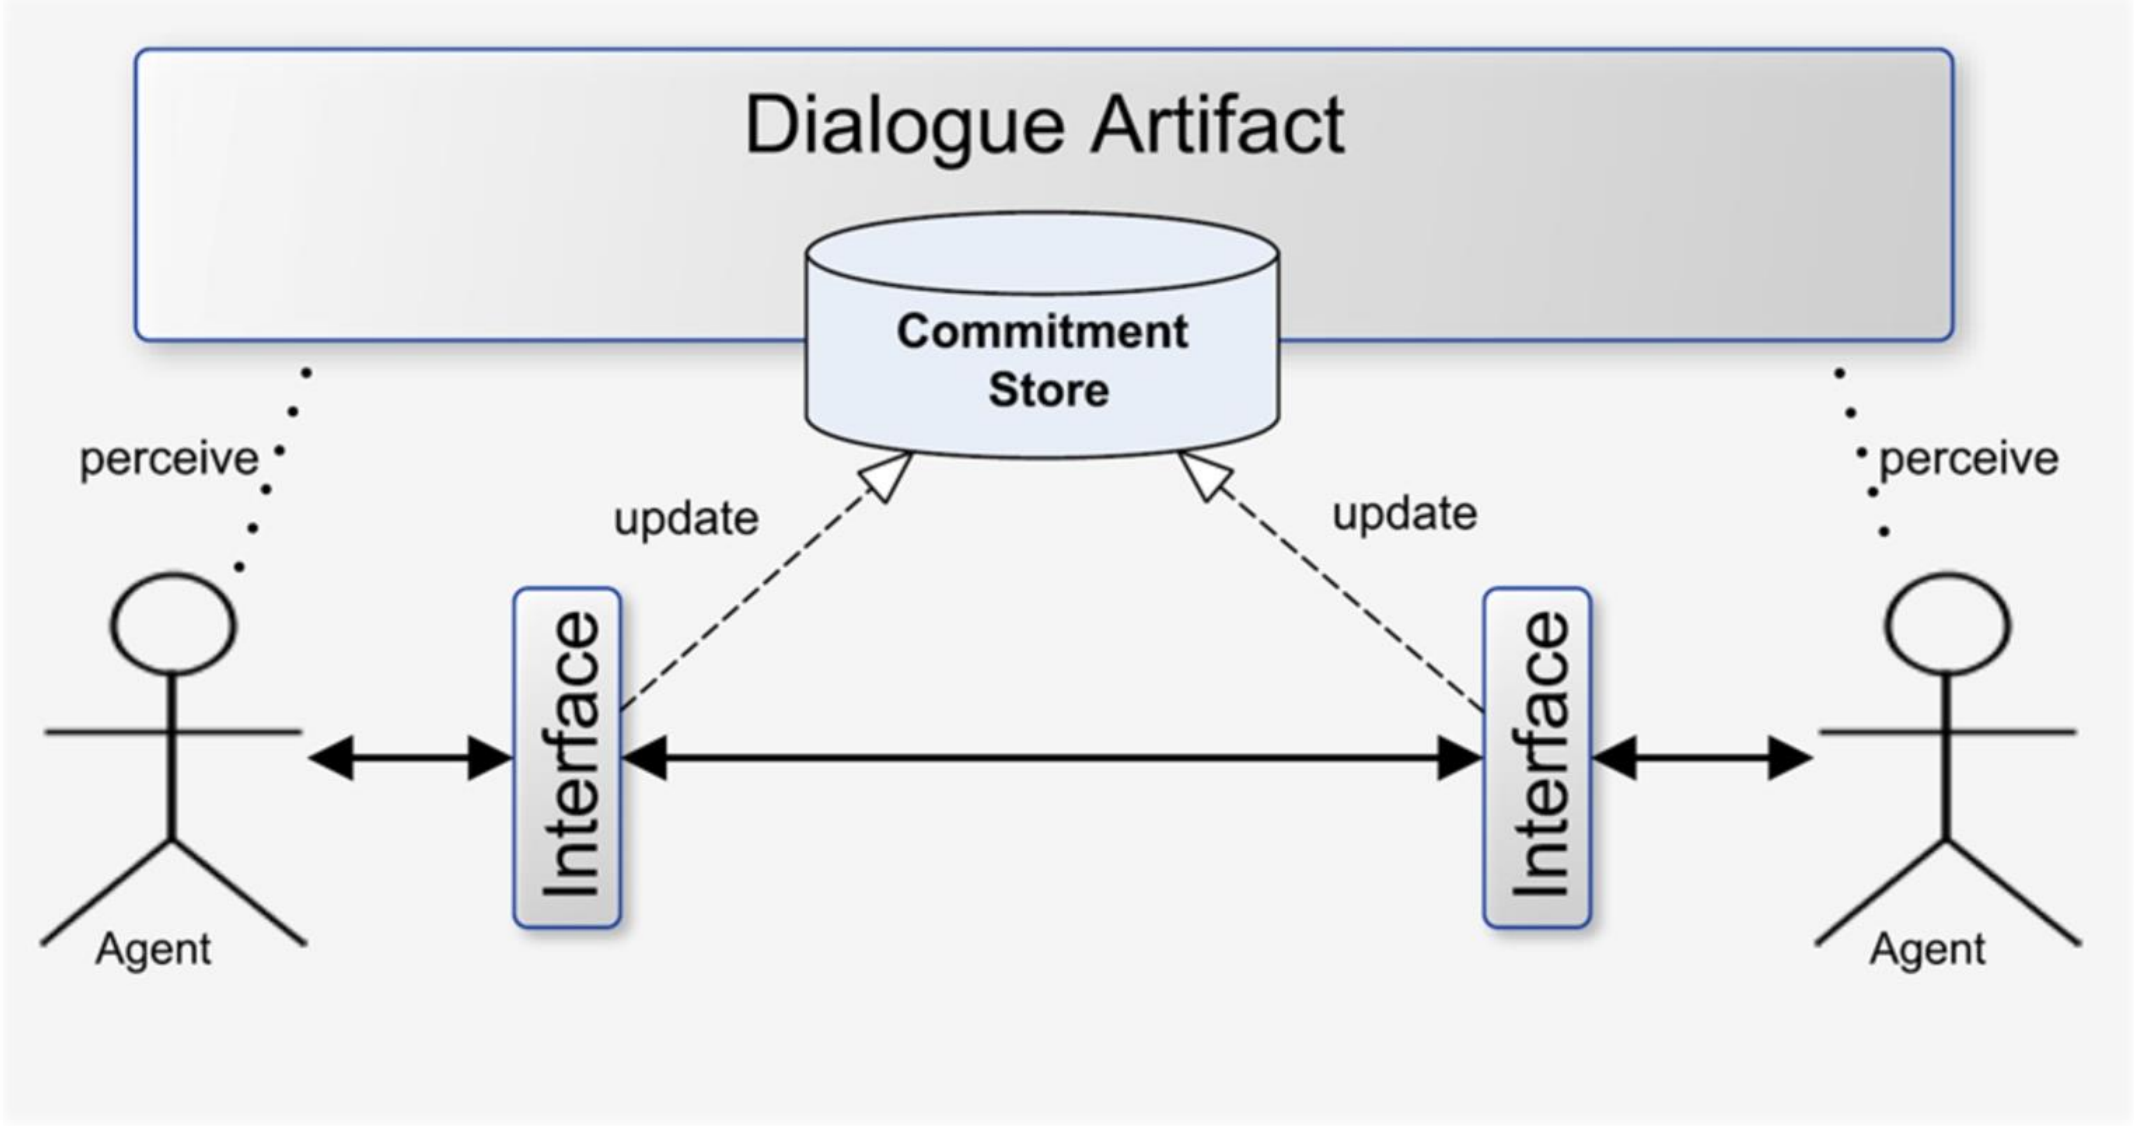 Dialogue Artifact
Commitment
Store
perceive
perceive
update
update
Interface
Interface
Agent
Agent